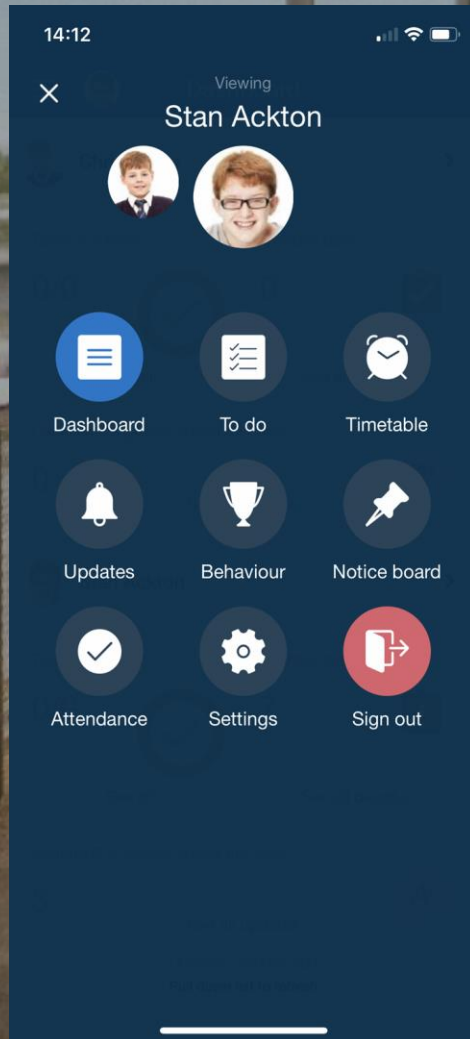 14:12
Viewing
Stan Ackton
Dashboard
To do
Timetable
Updates
Behaviour
Notice board
Attendance
Settings
Sign out